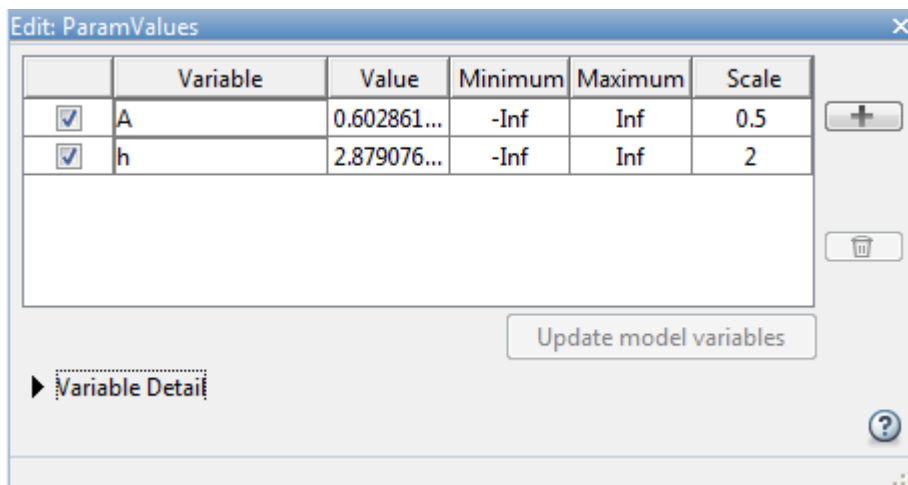 Edit: ParamValues
Variable Value Minimum Maximum Scale
A 0.602861... -Inf Inf 0.5
h 2.879076... -Inf Inf 2
Update model variables
Variable Detail